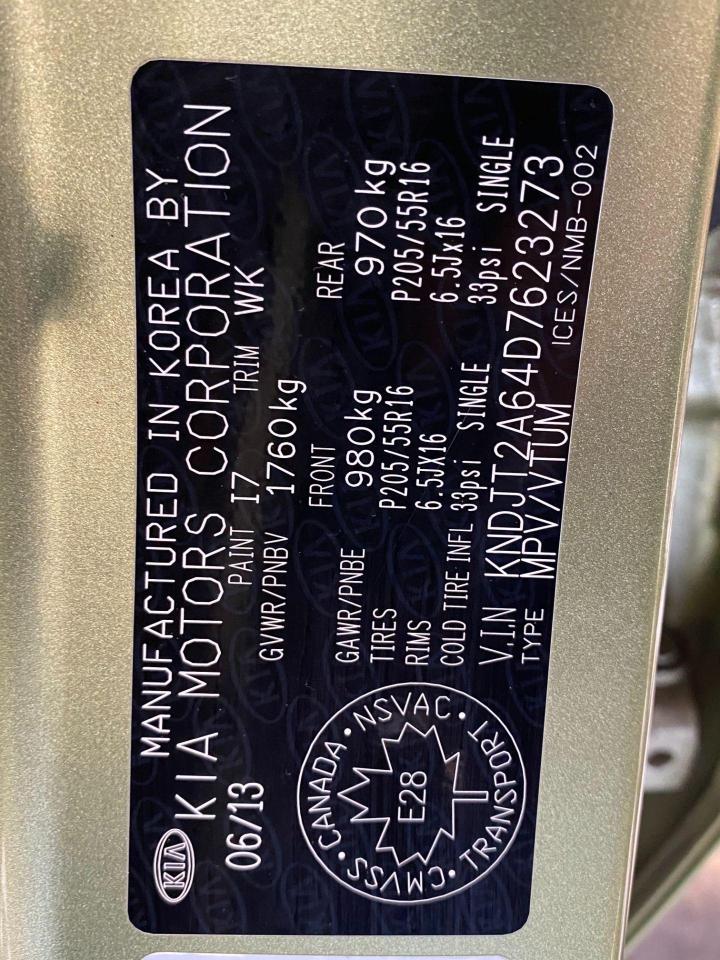 KIA
MANUFACTURED IN KOREA BY
KIA MOTORS CORPORATION
06/13 PAINT I7 TRIM WK
GVWR/PNBV 1760kg
FRONT REAR
GAWR/PNBE 980kg 970kg
TIRES P205/55R16 P205/55R16
RIMS 6.5JX16 6.5Jx16
COLD TIRE INFL 33psi SINGLE 33psi SINGLE
V.I.N KNDJT2A64D7623273
TYPE MPV/VTUM ICES/NMB-002
CMVSS · CANADA · NSVAC · TRANSPORT ·
E28